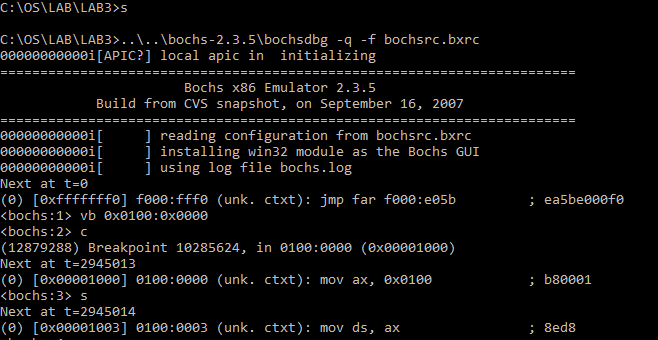 C:\OS\LAB\LAB3>s
C:\OS\LAB\LAB3>..\..\bochs-2.3.5\bochsdbg -q -f bochsrc.bxrc
00000000000i[APIC?] local apic in  initializing
========================================================================
Bochs x86 Emulator 2.3.5
Build from CVS snapshot, on September 16, 2007
========================================================================
00000000000i[     ] reading configuration from bochsrc.bxrc
00000000000i[     ] installing win32 module as the Bochs GUI
00000000000i[     ] using log file bochs.log
Next at t=0
(0) [0xfffffff0] f000:fff0 (unk. ctxt): jmp far f000:e05b         ; ea5be000f0
<bochs:1> vb 0x0100:0x0000
<bochs:2> c
(12879288) Breakpoint 10285624, in 0100:0000 (0x00001000)
Next at t=2945013
(0) [0x00001000] 0100:0000 (unk. ctxt): mov ax, 0x0100            ; b80001
<bochs:3> s
Next at t=2945014
(0) [0x00001003] 0100:0003 (unk. ctxt): mov ds, ax                ; 8ed8